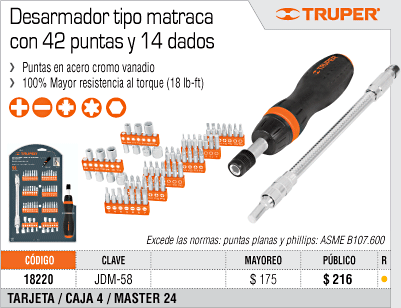 Desarmador tipo matraca
con 42 puntas y 14 dados
TRUPER
Puntas en acero cromo vanadio
100% Mayor resistencia al torque (18 lb-ft)
TRUPER
Excede las normas: puntas planas y phillips: ASME B107.600
CÓDIGO CLAVE MAYOREO PÚBLICO R
18220 JDM-58 $ 175 $ 216
TARJETA / CAJA 4 / MASTER 24